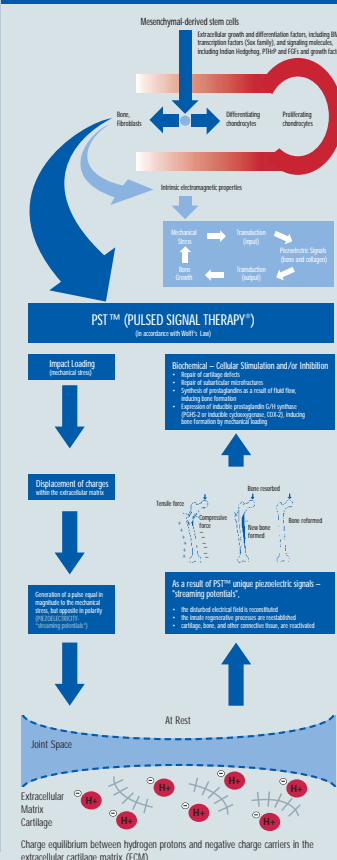 Mesenchymal-derived stem cells
Extracellular growth and differentiation factors, including BM
transcription factors (Sox family), and signaling molecules,
including Indian Hedgehog, PTHrP and FGFs and chondrocyte fact
Bone,
Fibroblasts
Differentiating
chondrocytes
Proliferating
chondrocytes
Intrinsic electromagnetic properties
Mechanical
Stress
Transduction
(input)
Piezoelectric Signals
(bone and collagen)
Bone
Growth
Transduction
(output)
PST™ (PULSED SIGNAL THERAPY®)
(in accordance with Wolff's Law)
Impact Loading
(mechanical stress)
Biochemical – Cellular Stimulation and/or Inhibition
• Repair of cartilage defects
• Repair of subarticular microfractures
• Synthesis of prostaglandins as a result of fluid flow,
inducing bone formation
• Expression of inducible prostaglandin G/H synthase
(PGHS-2 or inducible cyclooxygenase, COX-2), inducing
bone formation by mechanical loading
Displacement of charges
within the extracellular matrix
Bone resorbed
Tensile force
Compressive
force
New bone
formed
Bone reformed
Generation of a pulse equal in
magnitude to the mechanical
stress, but opposite in polarity
(PIEZOELECTRICITY-
"streaming potentials")
As a result of PST™ unique piezoelectric signals –
"streaming potentials",
• the disturbed electrical field is reconstituted
• the innate regenerative processes are reestablished
• cartilage, bone, and other connective tissue, are reactivated
At Rest
Joint Space
Extracellular
Matrix
Cartilage
H+
H+
H+
H+
H+
H+
H+
Charge equilibrium between hydrogen protons and negative charge carriers in the
extracellular cartilage matrix (ECM)